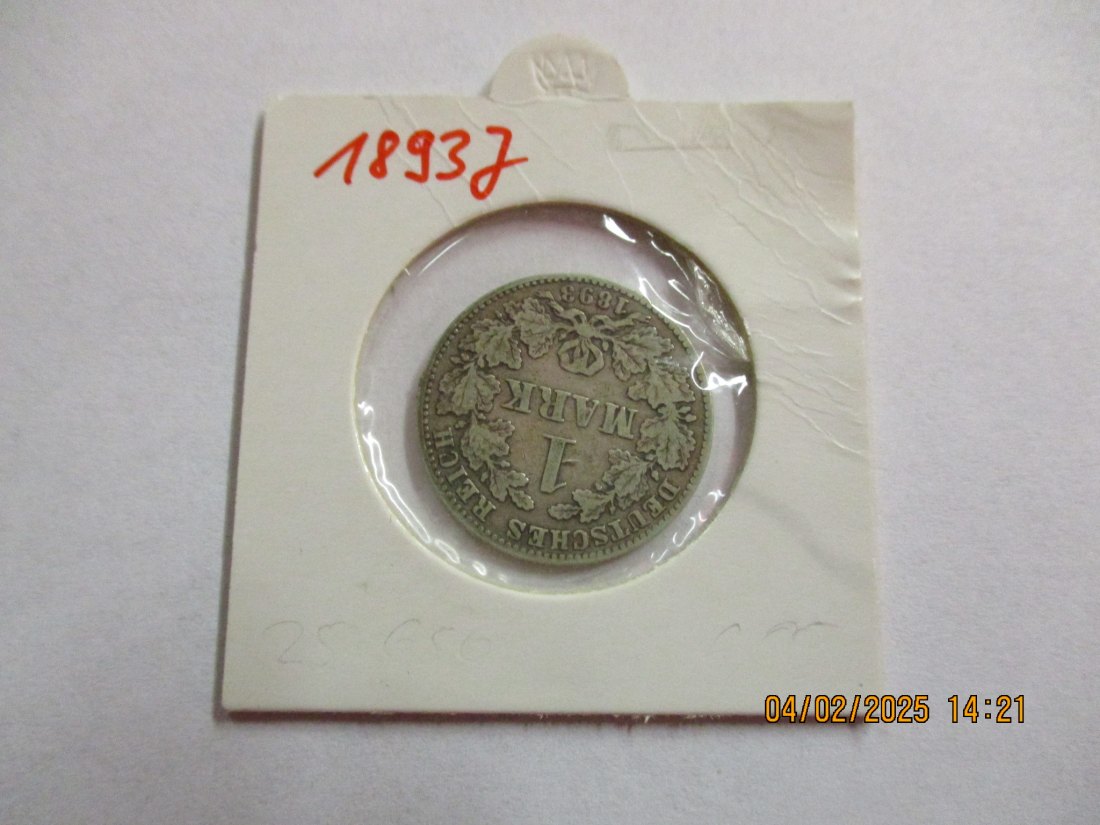 1893J
DEUTSCHES REICH
1
MARK
1893
04/02/2025 14:21